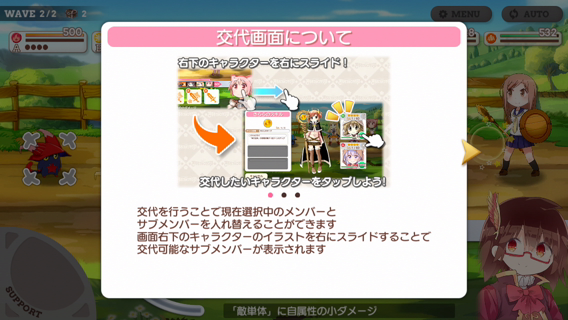 WAVE 2/2
2
MENU
AUTO
500
532
交代画面について
右下のキャラクターを右にスライド！
交代したいキャラクターをタップしよう!
交代を行うことで現在選択中のメンバーと
サブメンバーを入れ替えることができます
画面右下のキャラクターのイラストを右にスライドすることで
交代可能なサブメンバーが表示されます
SUPPORT
「敵単体」に自属性の小ダメージ